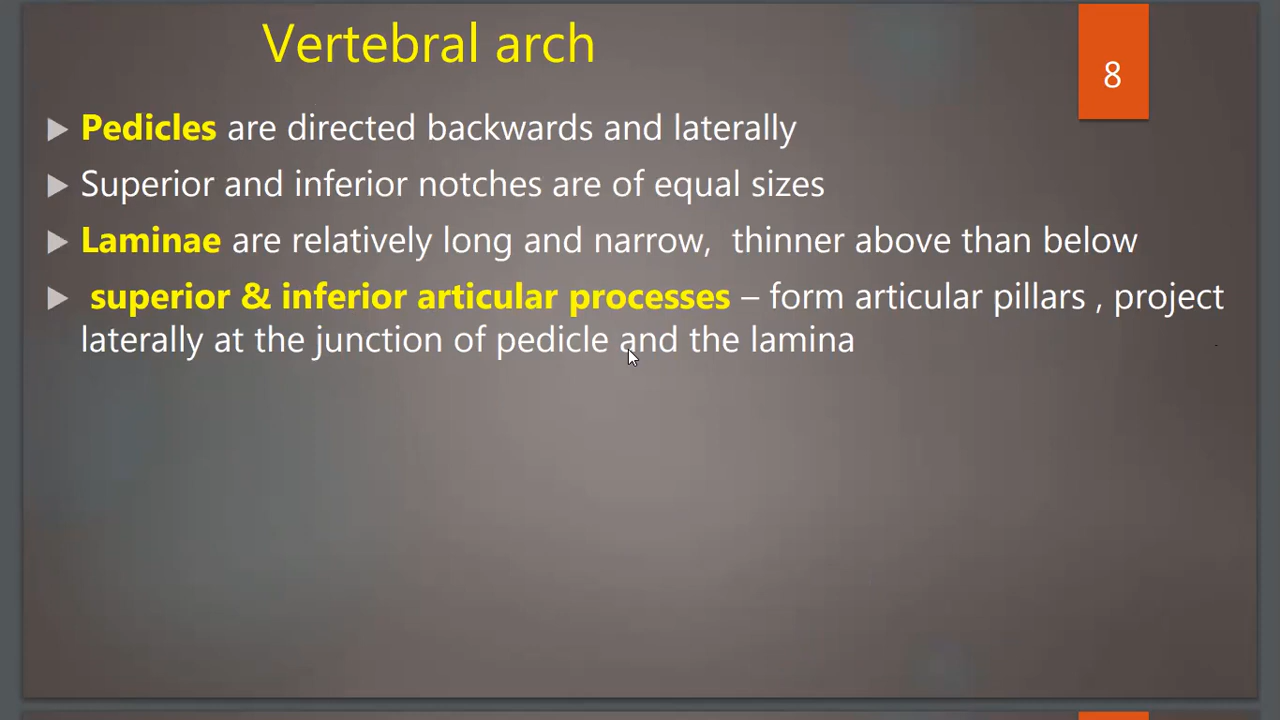 Vertebral arch
8
Pedicles are directed backwards and laterally
Superior and inferior notches are of equal sizes
Laminae are relatively long and narrow,  thinner above than below
superior & inferior articular processes – form articular pillars , project
laterally at the junction of pedicle and the lamina